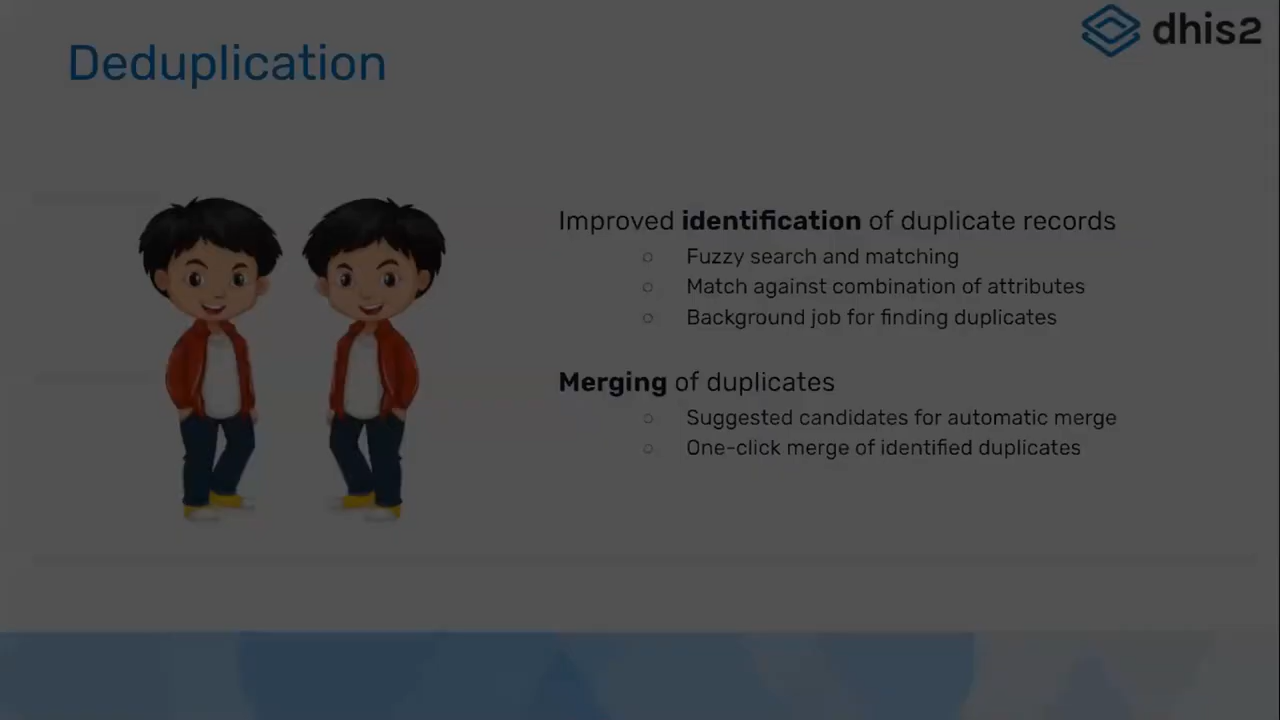 dhis2
Deduplication
Improved identification of duplicate records
○ Fuzzy search and matching
○ Match against combination of attributes
○ Background job for finding duplicates
Merging of duplicates
○ Suggested candidates for automatic merge
○ One-click merge of identified duplicates